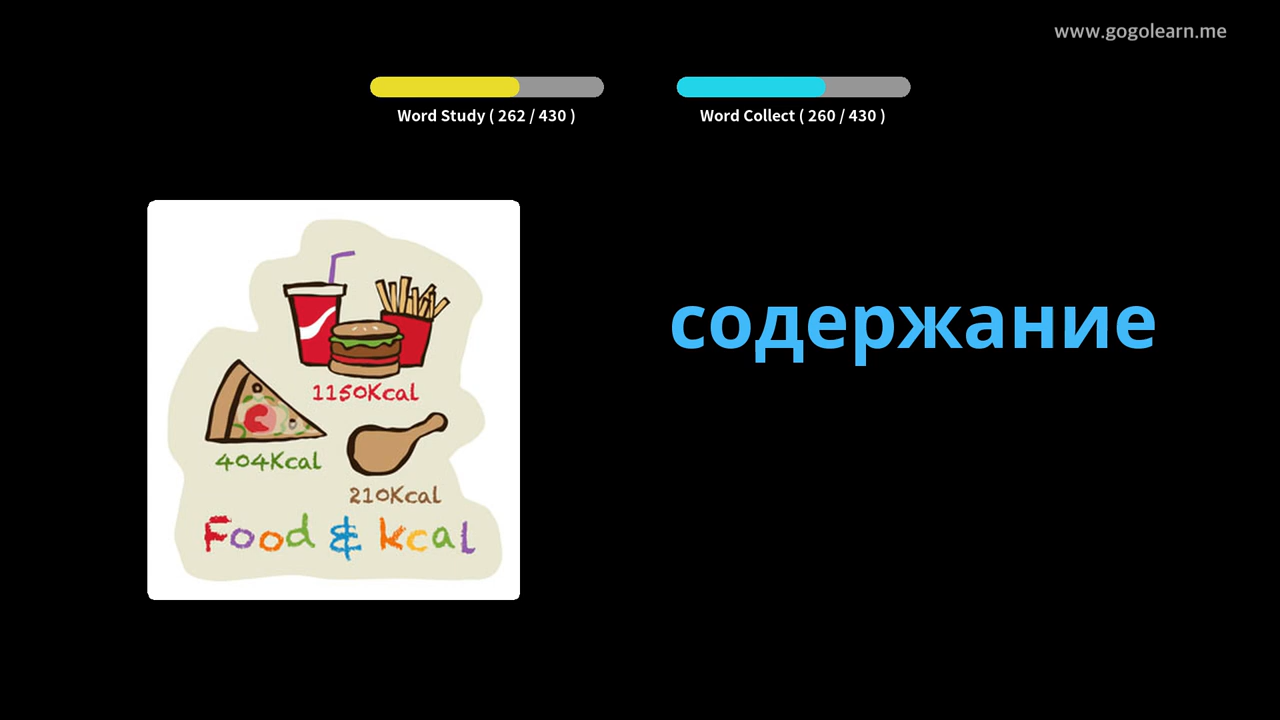 www.gogolearn.me
Word Study ( 262 / 430 )
Word Collect ( 260 / 430 )
содержание
1150Kcal
404Kcal
210Kcal
Food & kcal